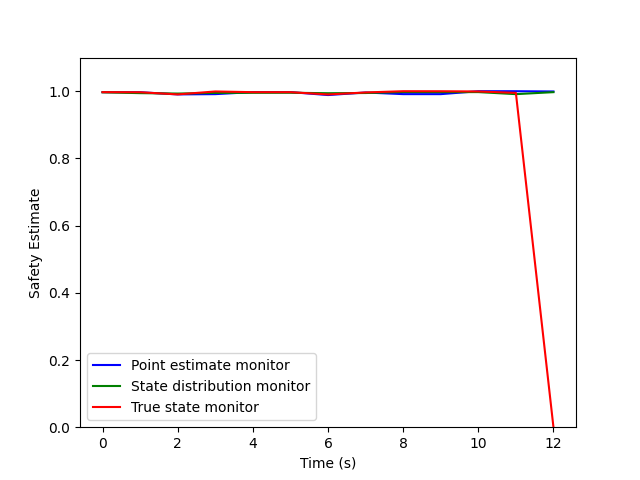 1.0
0.8
0.6
0.4
0.2
0.0
Safety Estimate
Point estimate monitor
State distribution monitor
True state monitor
0 2 4 6 8 10 12
Time (s)